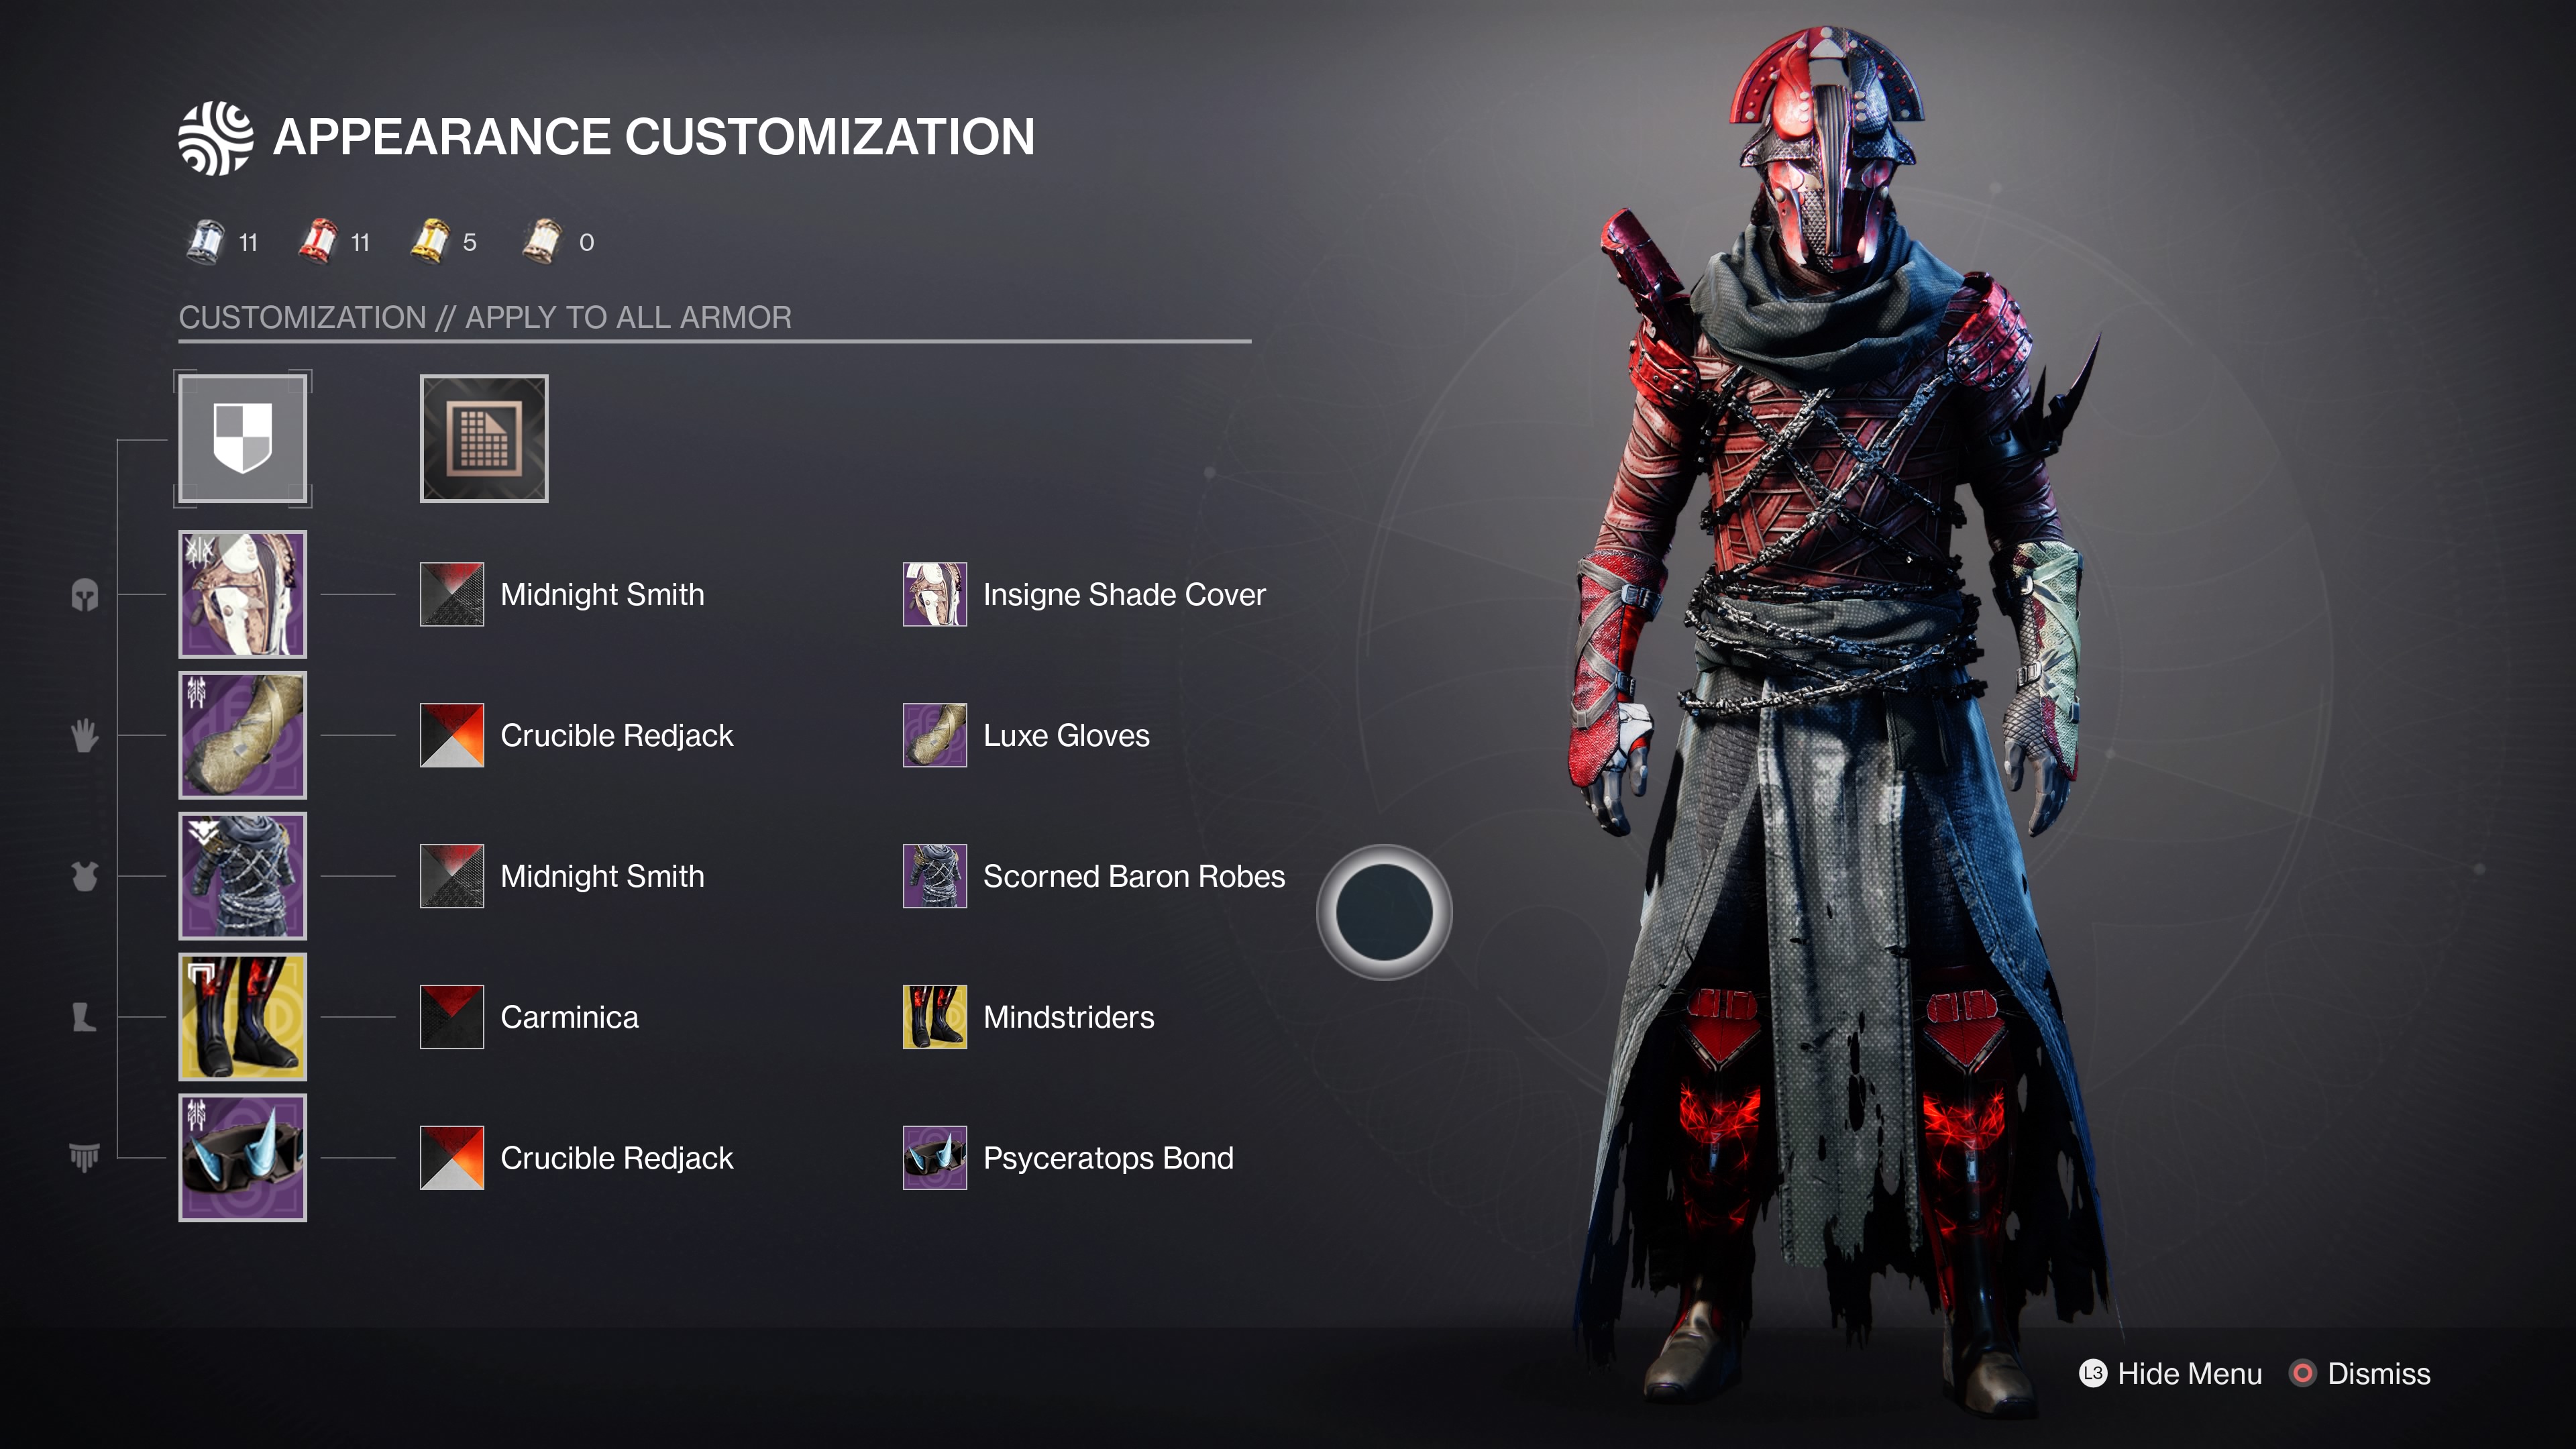 APPEARANCE CUSTOMIZATION
11 11 5 0
CUSTOMIZATION // APPLY TO ALL ARMOR
Midnight Smith Insigne Shade Cover
Crucible Redjack Luxe Gloves
Midnight Smith Scorned Baron Robes
Carminica Mindstriders
Crucible Redjack Psyceratops Bond
L3 Hide Menu Dismiss